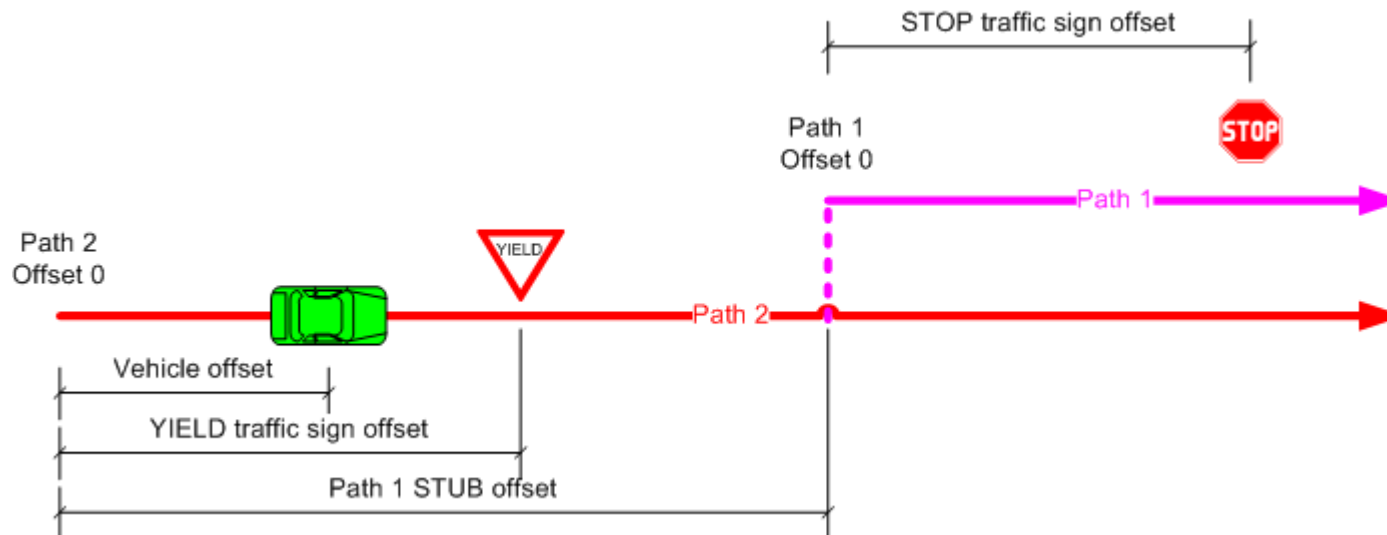 STOP traffic sign offset
Path 1
Offset 0
STOP
Path 1
Path 2
Offset 0
YIELD
Path 2
Vehicle offset
YIELD traffic sign offset
Path 1 STUB offset